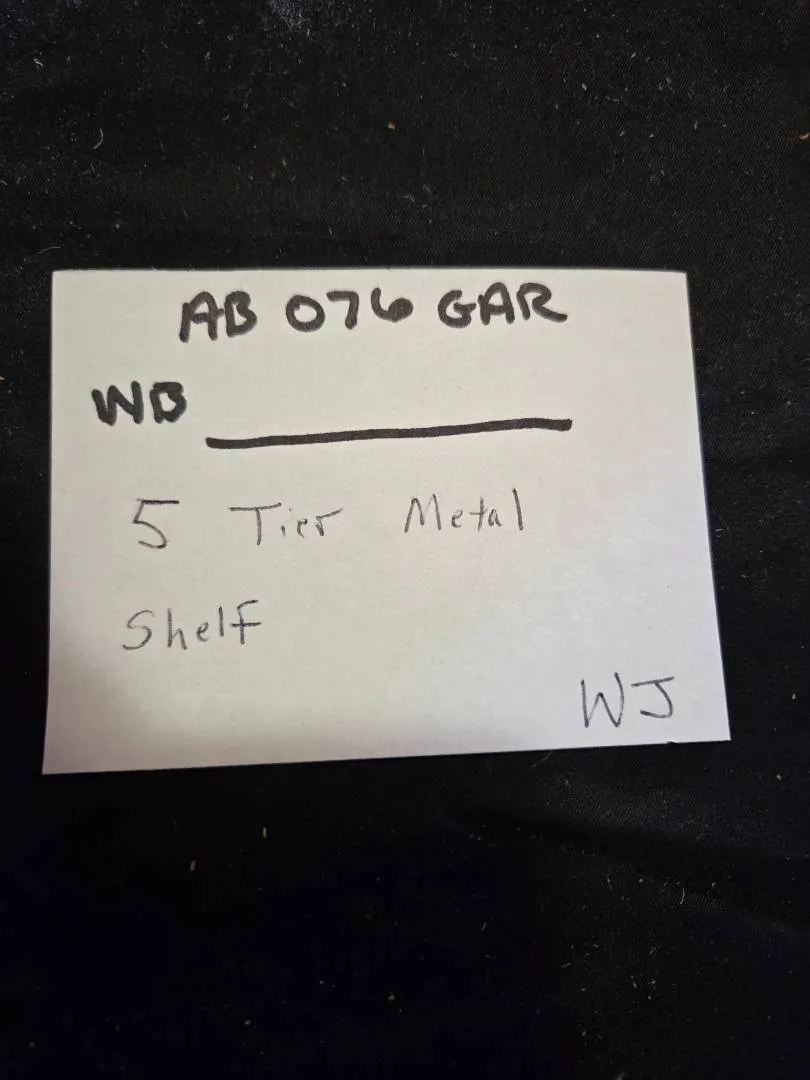 AB 076 GAR
WB
5 Tier Metal
Shelf
WJ